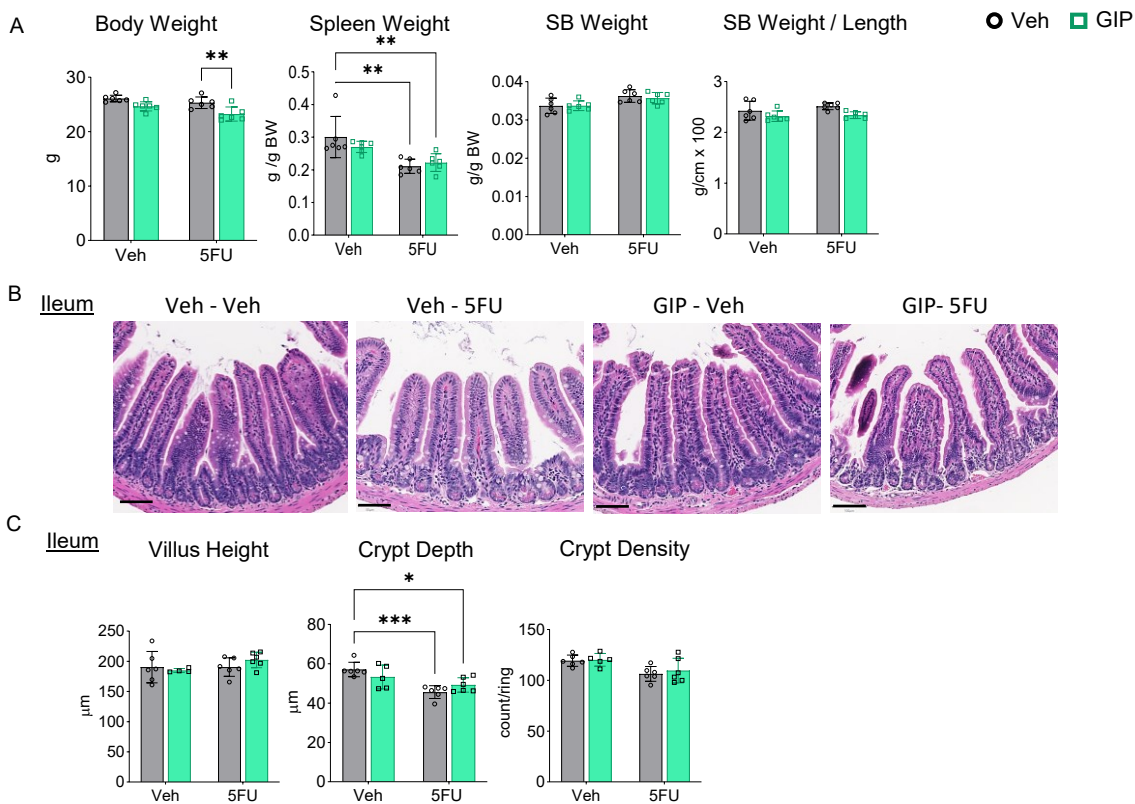 A
Body Weight
Spleen Weight
SB Weight
SB Weight / Length
Veh
GIP
**
**
**
30
20
10
0
g
Veh
5FU
0.5
0.4
0.3
0.2
0.1
0.0
g /g BW
Veh
5FU
0.04
0.03
0.02
0.01
0.00
g/g BW
Veh
5FU
3
2
1
0
g/cm x 100
Veh
5FU
B
Ileum
Veh - Veh
Veh - 5FU
GIP - Veh
GIP- 5FU
C
Ileum
Villus Height
Crypt Depth
Crypt Density
*
***
250
200
150
100
50
0
μm
Veh
5FU
80
60
40
20
0
μm
Veh
5FU
150
100
50
0
count/ring
Veh
5FU